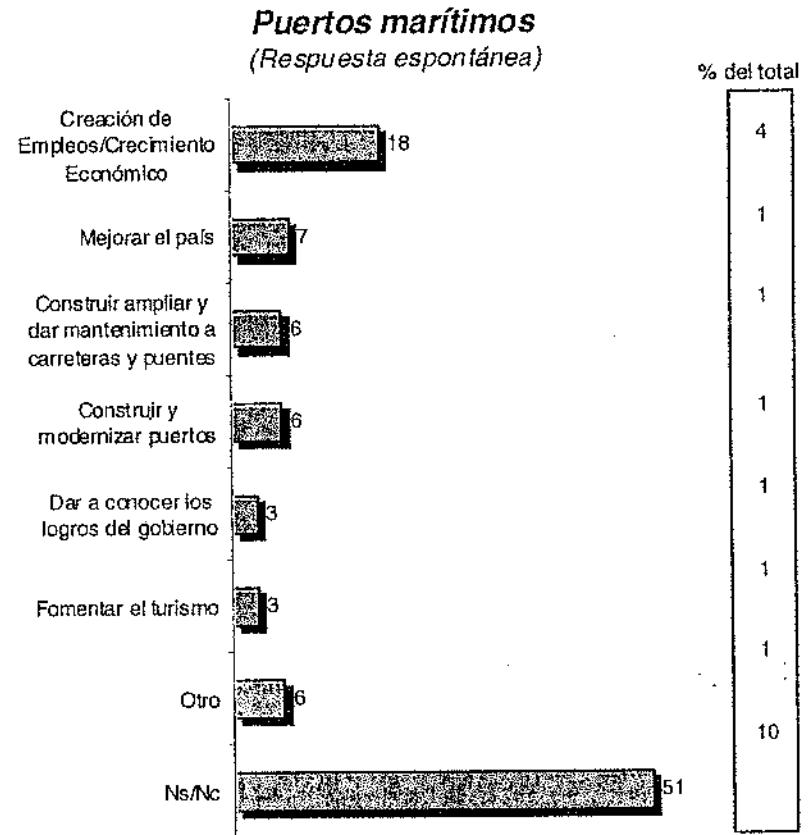 Puertos marítimos
(Respuesta espontánea)
% del total
Creación de
Empleos/Crecimiento
Económico
18
4
Mejorar el país
7
1
Construir ampliar y
dar mantenimiento a
carreteras y puentes
6
1
Construir y
modernizar puertos
6
1
Dar a conocer los
logros del gobierno
3
1
Fomentar el turismo
3
1
Otro
6
1
Ns/Nc
51
10